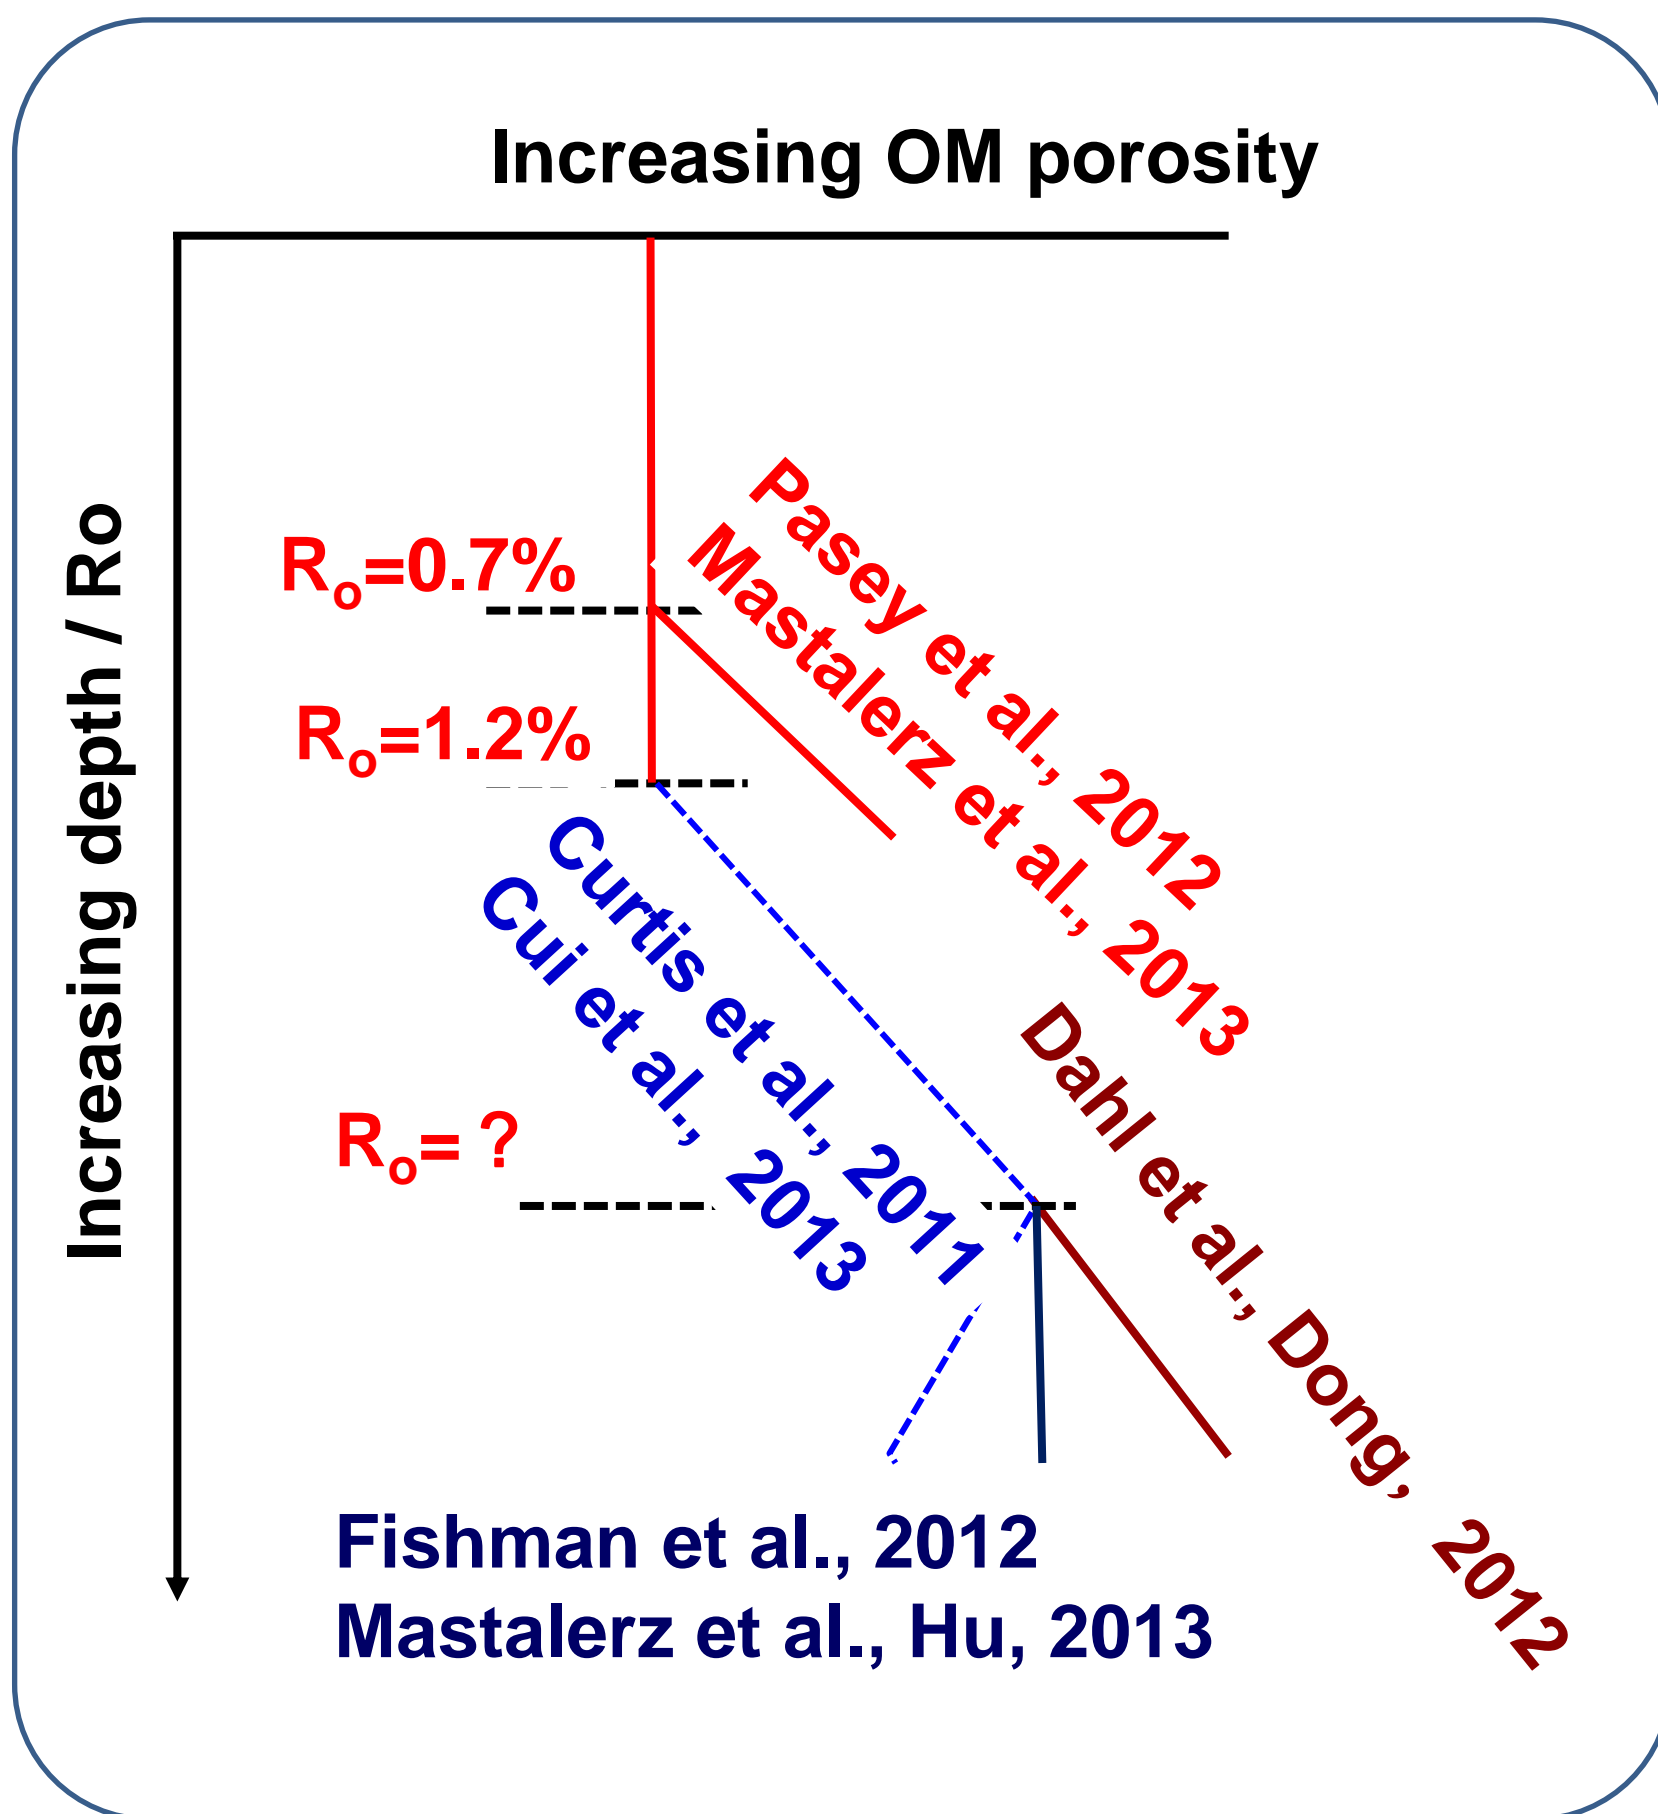 Increasing OM porosity
Increasing depth / Ro
Ro=0.7%
Ro=1.2%
Ro= ?
Pasey et al., 2012
Mastalerz et al., 2013
Curtis et al., 2011
Cui et al., 2013
Dahl et al., Dong, 2012
Fishman et al., 2012
Mastalerz et al., Hu, 2013